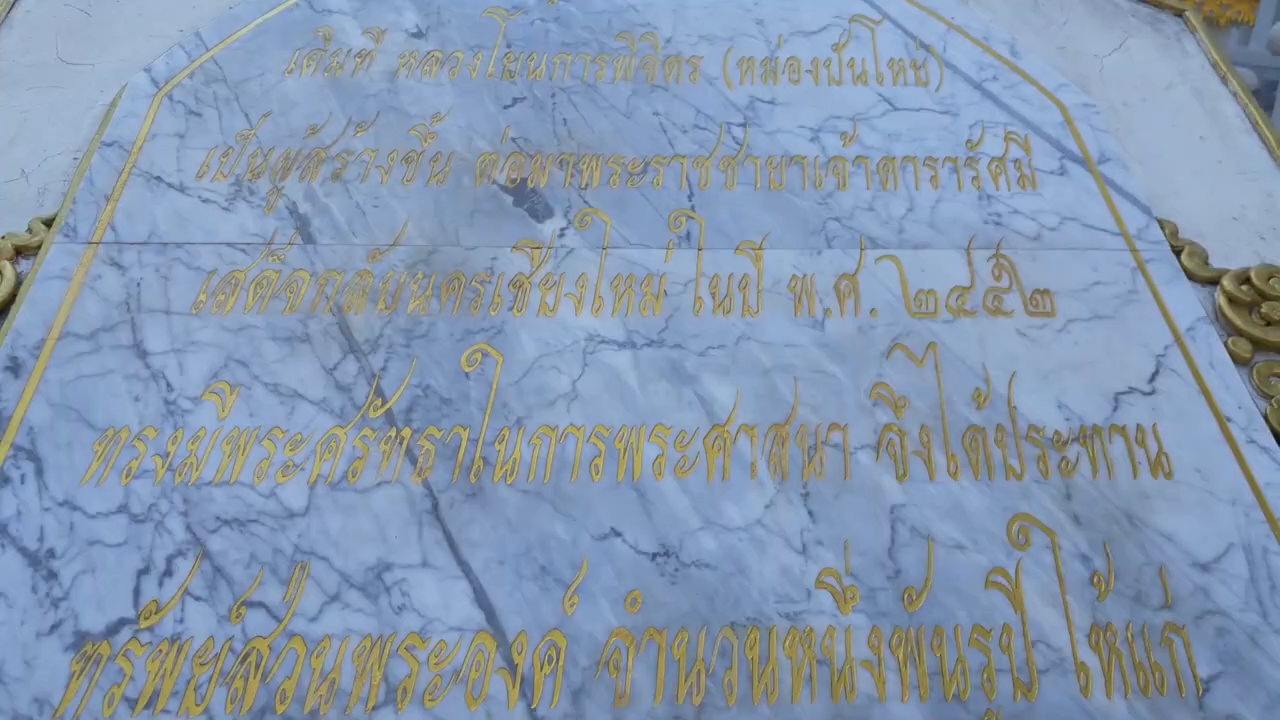 เดิมที หลวงโยนการพิจิตร (หม่องปันโหย่)
เป็นผู้สร้างขึ้น ต่อมาพระราชชายาเจ้าดารารัศมี
เสด็จกลับนครเชียงใหม่ ในปี พ.ศ. ๒๔๕๒
ทรงมีพระศรัทธาในการพระศาสนา จึงได้ประทาน
ทรัพย์ส่วนพระองค์ จำนวนหนึ่งพันรูปี ให้แก่